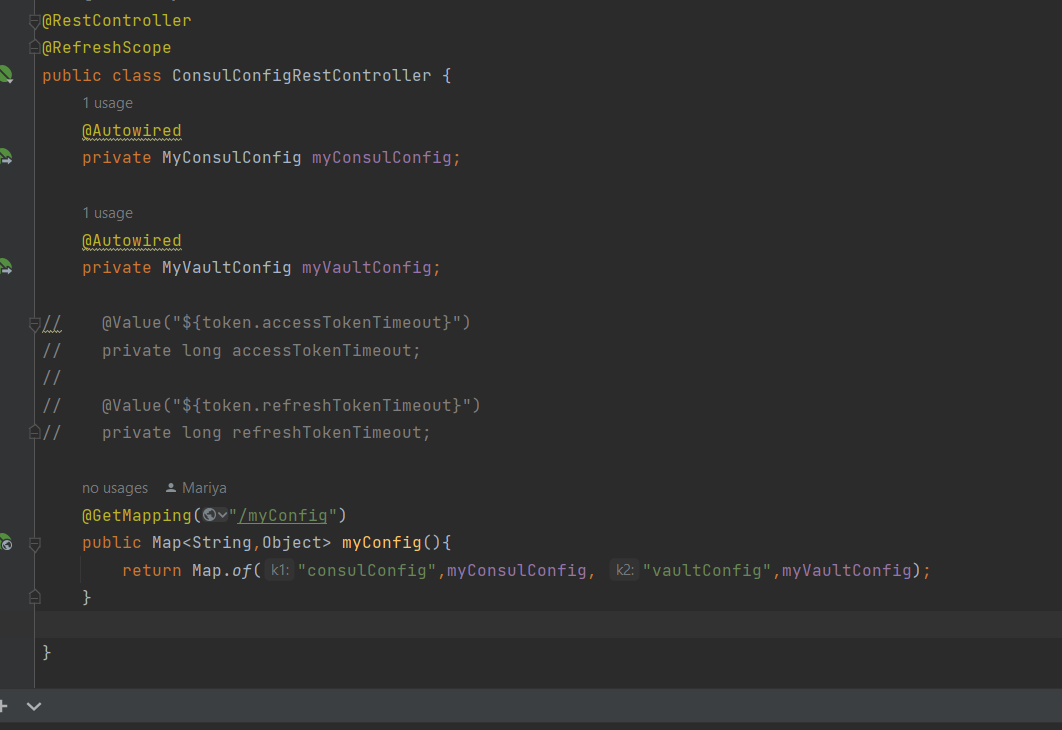 @RestController
@RefreshScope
public class ConsulConfigRestController {
1 usage
@Autowired
private MyConsulConfig myConsulConfig;
1 usage
@Autowired
private MyVaultConfig myVaultConfig;
//    @Value("${token.accessTokenTimeout}")
//    private long accessTokenTimeout;
//
//    @Value("${token.refreshTokenTimeout}")
//    private long refreshTokenTimeout;
no usages Mariya
@GetMapping("/myConfig")
public Map<String,Object> myConfig(){
return Map.of( k1: "consulConfig",myConsulConfig, k2: "vaultConfig",myVaultConfig);
}
}